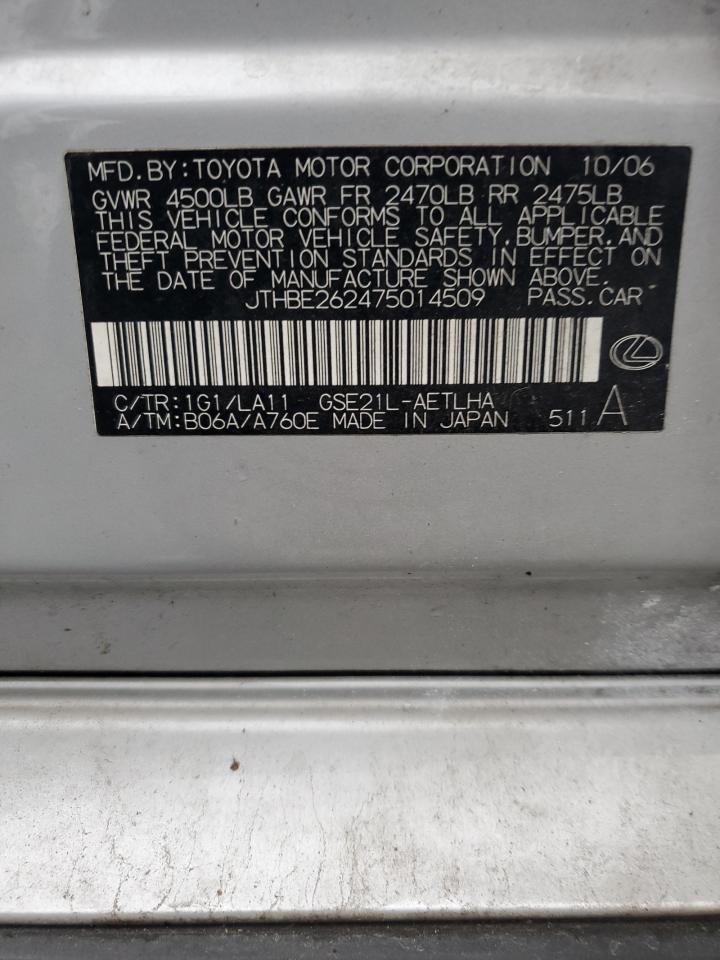 MFD.BY:TOYOTA MOTOR CORPORATION 10/06
GVWR 4500LB GAWR FR 2470LB RR 2475LB
THIS VEHICLE CONFORMS TO ALL APPLICABLE
FEDERAL MOTOR VEHICLE SAFETY,BUMPER,AND
THEFT PREVENTION STANDARDS IN EFFECT ON
THE DATE OF MANUFACTURE SHOWN ABOVE.
JTHBE262475014509 PASS.CAR
C/TR:1G1/LA11 GSE21L-AETLHA
A/TM:B06A/A760E MADE IN JAPAN 511 A